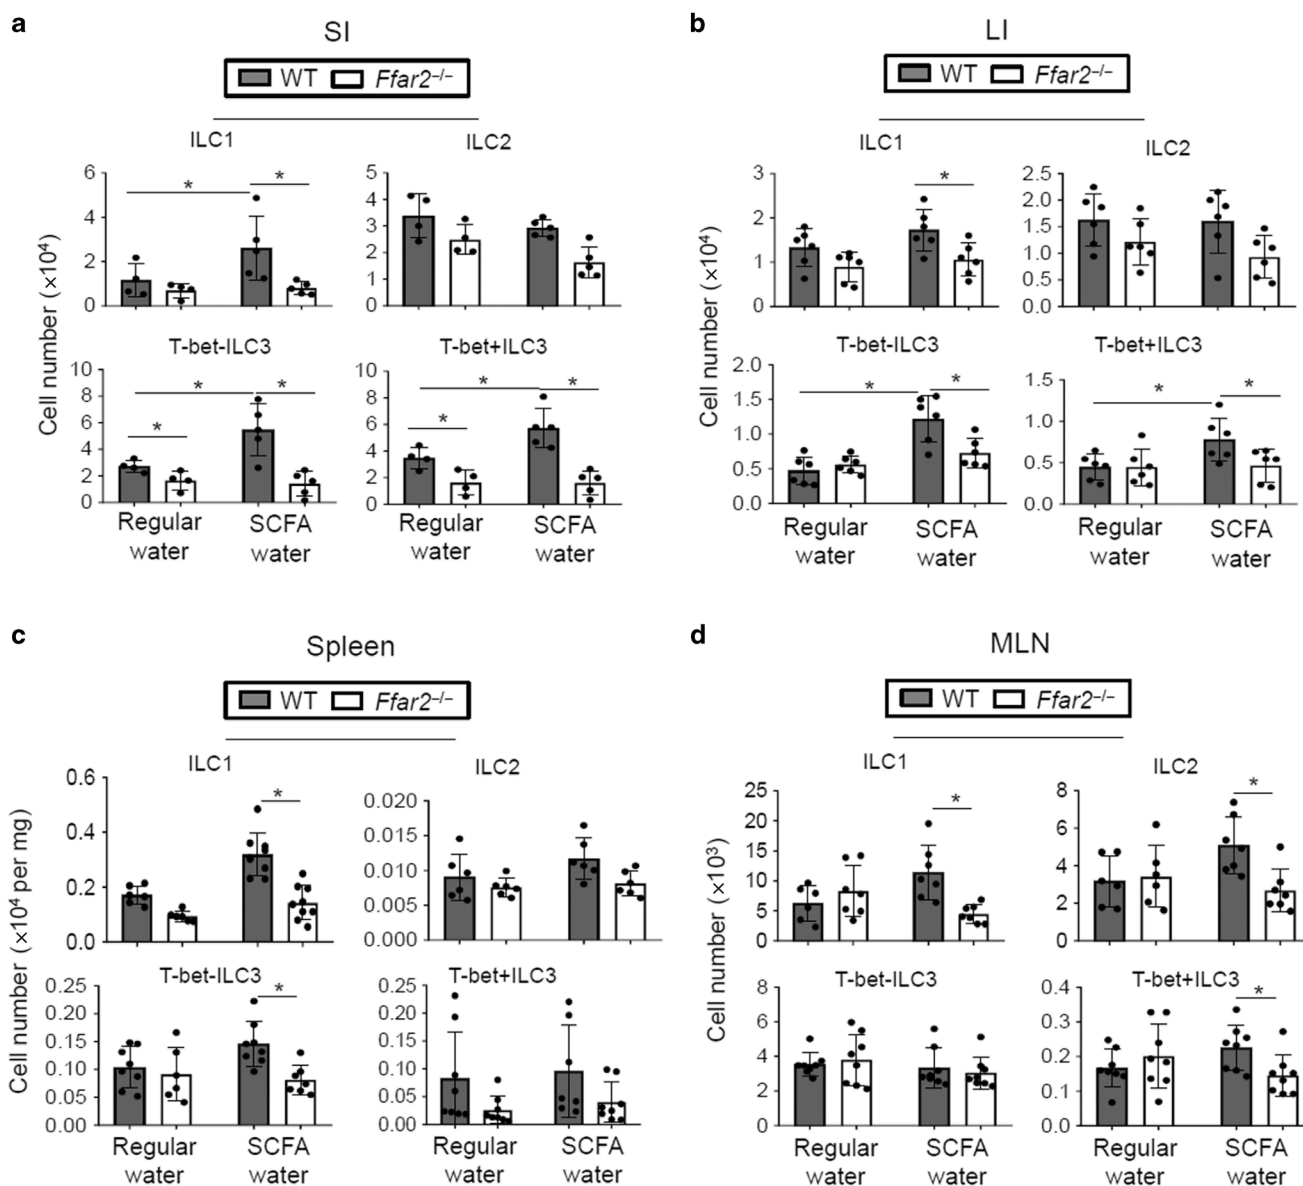 a
SI
WT Ffar2–/–
ILC1
ILC2
Cell number (×10⁴)
6
4
2
0
*
*
5
4
3
2
1
0
T-bet-ILC3
T-bet+ILC3
10
8
6
4
2
0
*
*
*
10
8
6
4
2
0
*
*
*
Regular water
SCFA water
Regular water
SCFA water
b
LI
WT Ffar2–/–
ILC1
ILC2
Cell number (×10⁴)
3
2
1
0
*
2.5
2.0
1.5
1.0
0.5
0.0
T-bet-ILC3
T-bet+ILC3
2.0
1.5
1.0
0.5
0.0
*
*
1.5
1.0
0.5
0.0
*
*
Regular water
SCFA water
Regular water
SCFA water
c
Spleen
WT Ffar2–/–
ILC1
ILC2
Cell number (×10⁴ per mg)
0.6
0.4
0.2
0.0
*
0.020
0.015
0.010
0.005
0.000
T-bet-ILC3
T-bet+ILC3
0.25
0.20
0.15
0.10
0.05
0.00
*
0.25
0.20
0.15
0.10
0.05
0.00
Regular water
SCFA water
Regular water
SCFA water
d
MLN
WT Ffar2–/–
ILC1
ILC2
Cell number (×10³)
25
20
15
10
5
0
*
8
6
4
2
0
*
T-bet-ILC3
T-bet+ILC3
8
6
4
2
0
0.4
0.3
0.2
0.1
0.0
*
Regular water
SCFA water
Regular water
SCFA water